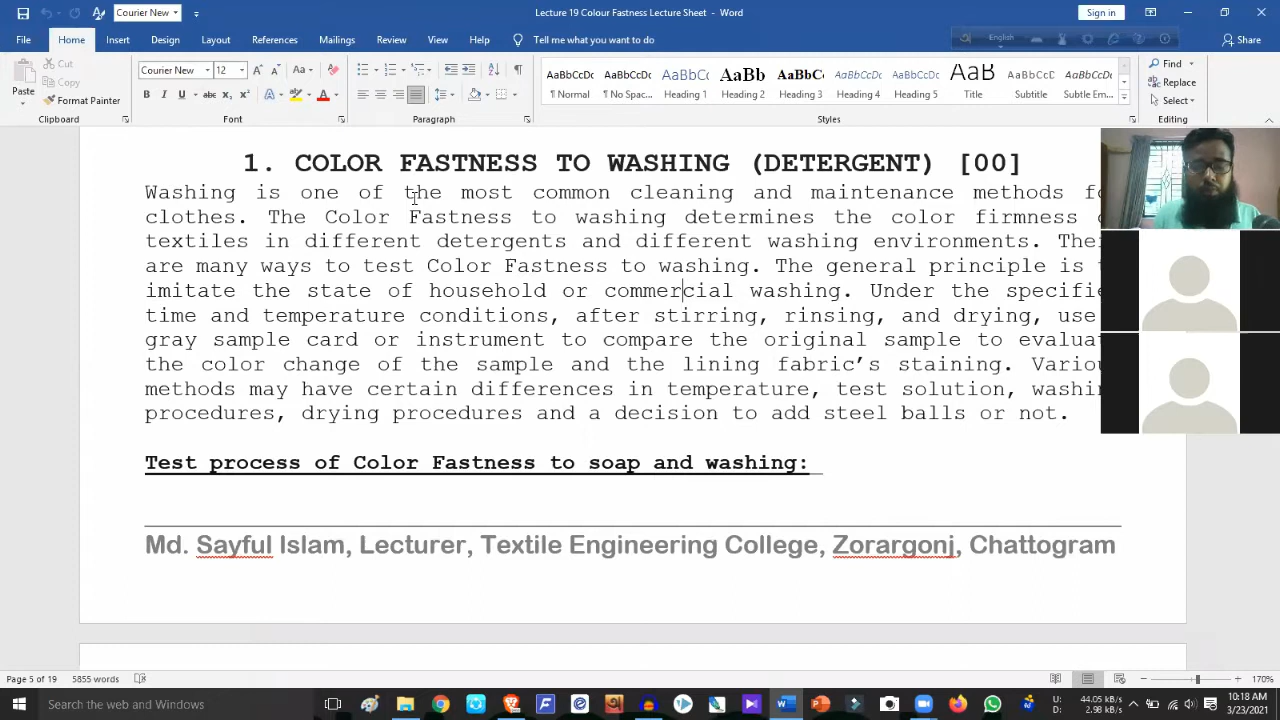 Courier New
Lecture 19 Colour Fastness Lecture Sheet - Word
Sign in
File Home Insert Design Layout References Mailings Review View Help Tell me what you want to do
English
Share
Paste
Cut
Copy
Format Painter
Clipboard
Courier New 12
Font
Paragraph
AaBbCcDc AaBbCcDc AaBbCc AaBb AaBbCc AaBbCcDc AaBbCcDc AaB AaBbCcDc AaBbCcDc
¶ Normal ¶ No Spac... Heading 1 Heading 2 Heading 3 Heading 4 Heading 5 Title Subtitle Subtle Em...
Styles
Find
Replace
Select
Editing
1. COLOR FASTNESS TO WASHING (DETERGENT) [00]
Washing is one of the most common cleaning and maintenance methods
clothes. The Color Fastness to washing determines the color firmness
textiles in different detergents and different washing environments.
are many ways to test Color Fastness to washing. The general principle is
imitate the state of household or commercial washing. Under the
time and temperature conditions, after stirring, rinsing, and drying, use
gray sample card or instrument to compare the original sample to
the color change of the sample and the lining fabric's staining.
methods may have certain differences in temperature, test solution,
procedures, drying procedures and a decision to add steel balls or not.
Test process of Color Fastness to soap and washing:
Md. Sayful Islam, Lecturer, Textile Engineering College, Zorargonj, Chattogram
Page 5 of 19 5855 words
170%
Search the web and Windows
U: 44.05 kB/s
D: 2.98 kB/s
10:18 AM
3/23/2021